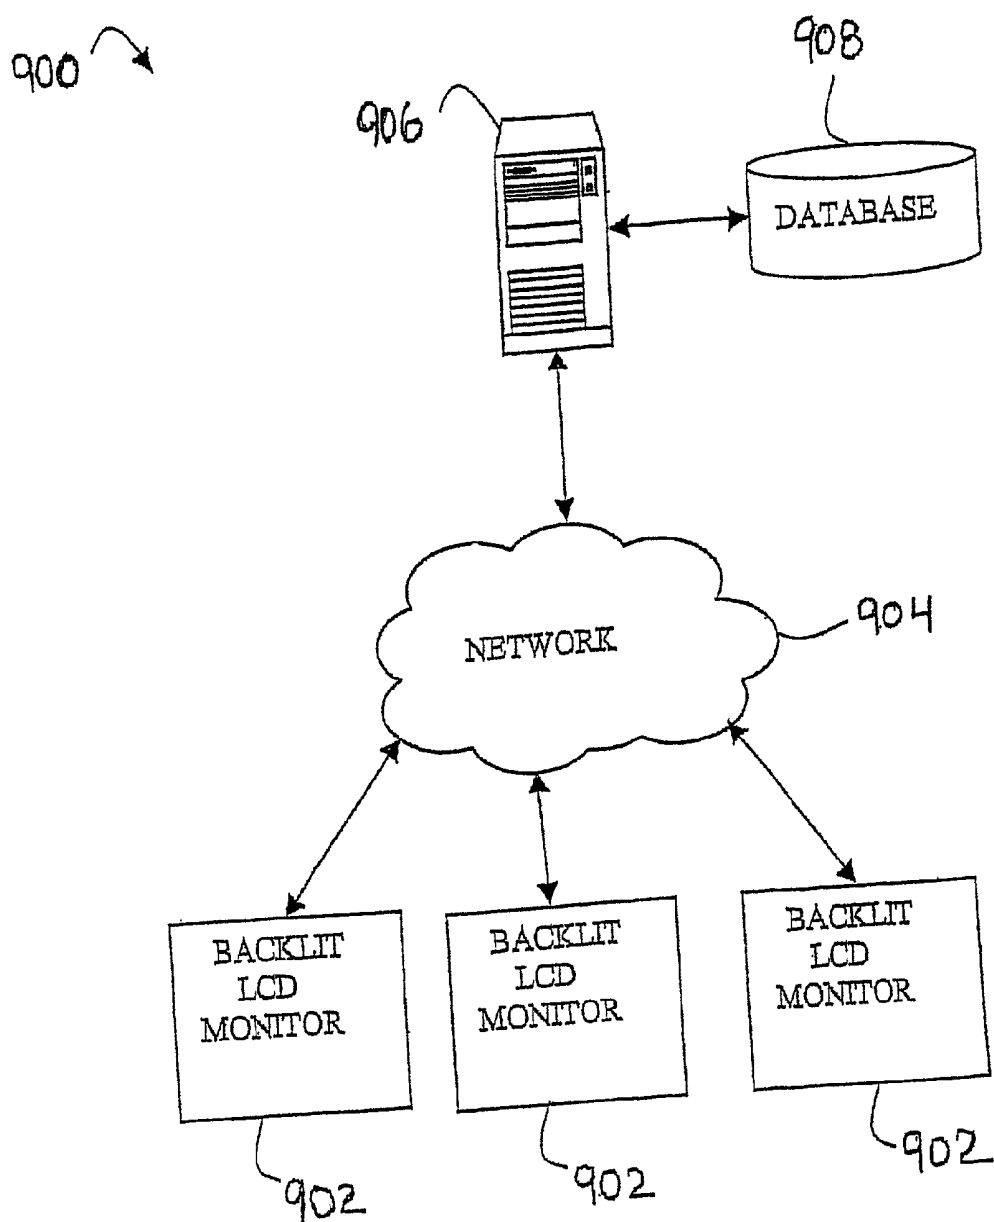 900
906
908
DATABASE
NETWORK
904
BACKLIT
LCD
MONITOR
BACKLIT
LCD
MONITOR
BACKLIT
LCD
MONITOR
902
902
902